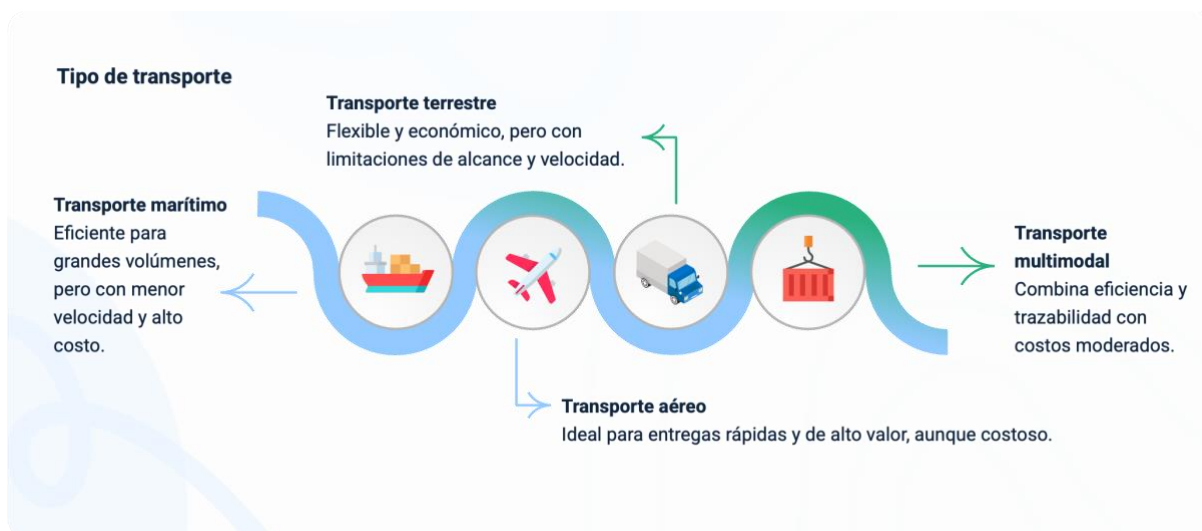 Tipo de transporte
Transporte terrestre
Flexible y económico, pero con
limitaciones de alcance y velocidad.
Transporte marítimo
Eficiente para
grandes volúmenes,
pero con menor
velocidad y alto
costo.
Transporte
multimodal
Combina eficiencia y
trazabilidad con
costos moderados.
Transporte aéreo
Ideal para entregas rápidas y de alto valor, aunque costoso.